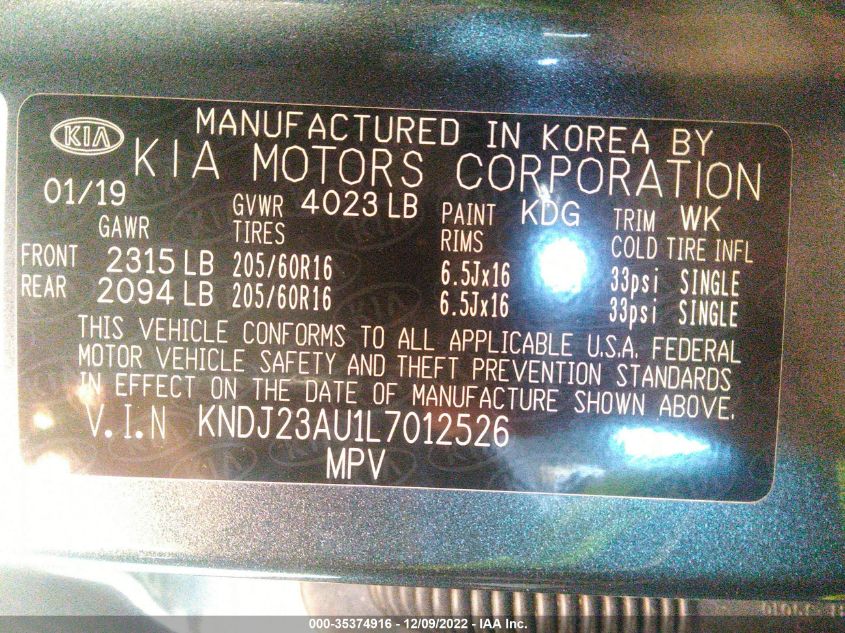 KIA
MANUFACTURED IN KOREA BY
KIA MOTORS CORPORATION
01/19 GVWR 4023 LB PAINT KDG TRIM WK
GAWR TIRES RIMS COLD TIRE INFL
FRONT 2315 LB 205/60R16 6.5Jx16 33psi SINGLE
REAR 2094 LB 205/60R16 6.5Jx16 33psi SINGLE
THIS VEHICLE CONFORMS TO ALL APPLICABLE U.S.A. FEDERAL
MOTOR VEHICLE SAFETY AND THEFT PREVENTION STANDARDS
IN EFFECT ON THE DATE OF MANUFACTURE SHOWN ABOVE.
V.I.N KNDJ23AU1L7012526
MPV
000-35374916 - 12/09/2022 - IAA Inc.